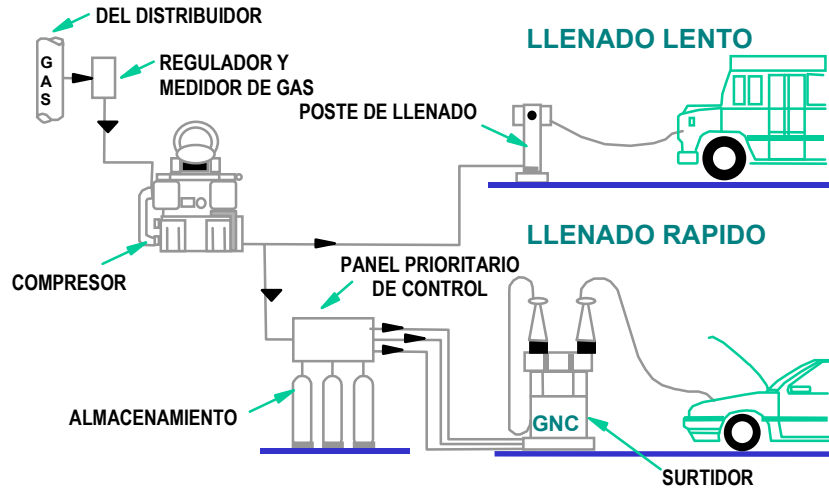 DEL DISTRIBUIDOR
GAS
REGULADOR Y
MEDIDOR DE GAS
LLENADO LENTO
POSTE DE LLENADO
COMPRESOR
LLENADO RAPIDO
PANEL PRIORITARIO
DE CONTROL
ALMACENAMIENTO
GNC
SURTIDOR